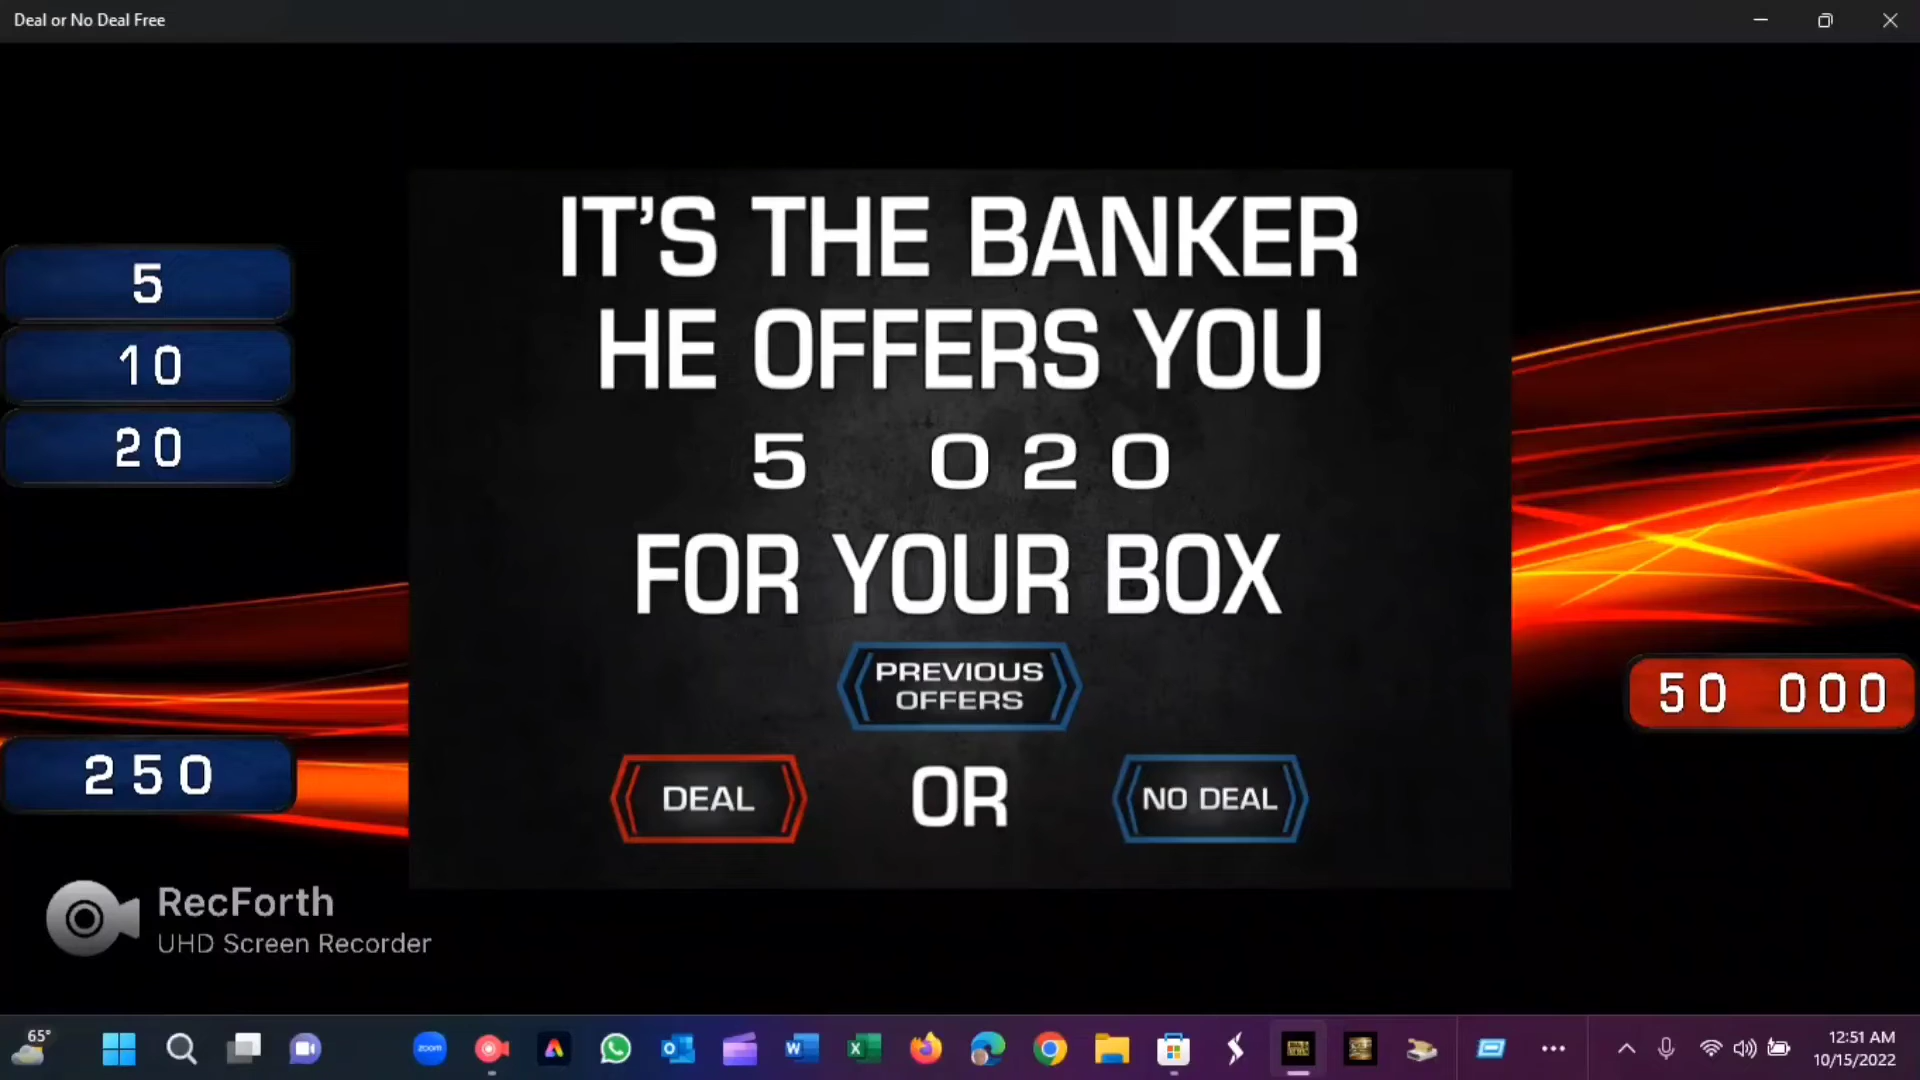 Deal or No Deal Free
IT'S THE BANKER
HE OFFERS YOU
5 020
FOR YOUR BOX
PREVIOUS
OFFERS
DEAL
OR
NO DEAL
5
10
20
250
50 000
RecForth
UHD Screen Recorder
65°
zoom
12:51 AM
10/15/2022